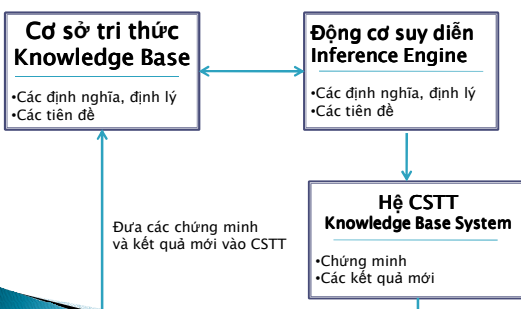 Cơ sở tri thức
Knowledge Base
•Các định nghĩa, định lý
•Các tiên đề
Động cơ suy diễn
Inference Engine
•Các định nghĩa, định lý
•Các tiên đề
Đưa các chứng minh
và kết quả mới vào CSTT
Hệ CSTT
Knowledge Base System
•Chứng minh
•Các kết quả mới